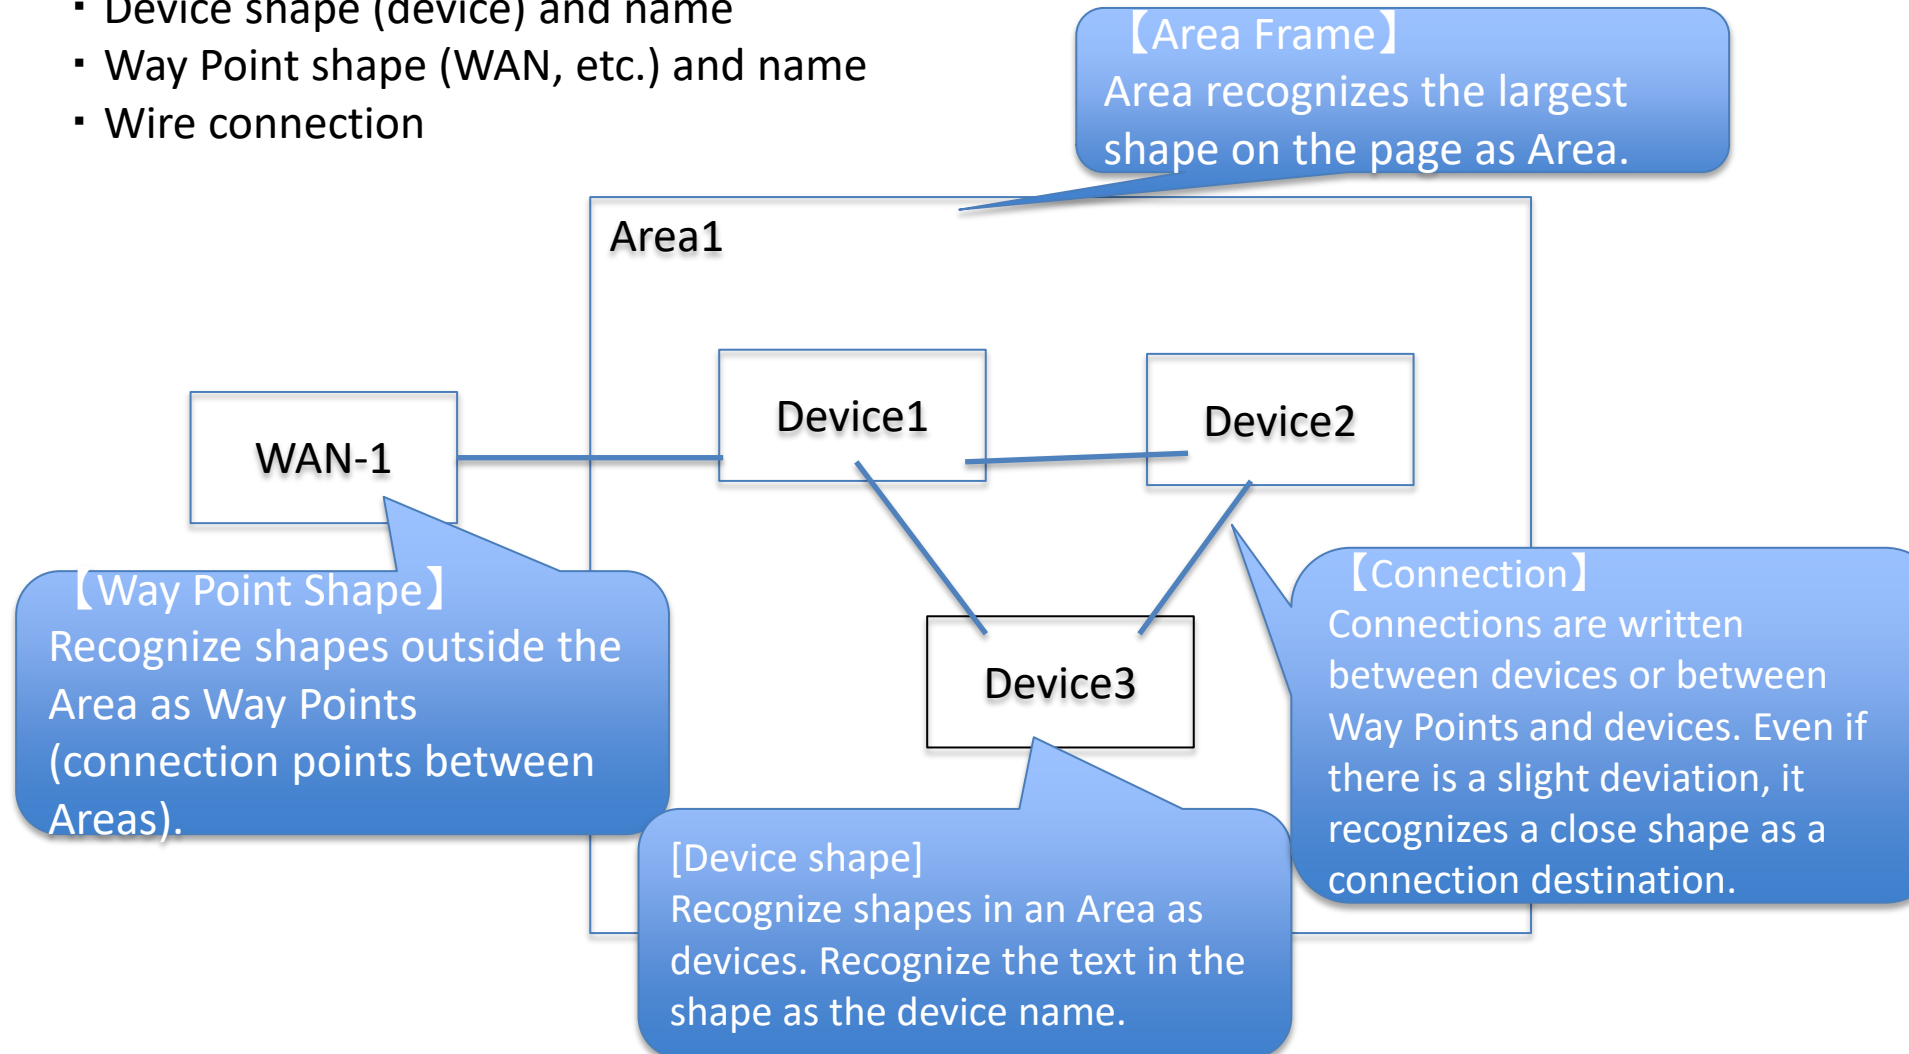 ▪ Device shape (device) and name
▪ Way Point shape (WAN, etc.) and name
▪ Wire connection
【Area Frame】
Area recognizes the largest
shape on the page as Area.
Area1
Device1
Device2
WAN-1
Device3
【Way Point Shape】
Recognize shapes outside the
Area as Way Points
(connection points between
Areas).
【Connection】
Connections are written
between devices or between
Way Points and devices. Even if
there is a slight deviation, it
recognizes a close shape as a
connection destination.
[Device shape]
Recognize shapes in an Area as
devices. Recognize the text in the
shape as the device name.